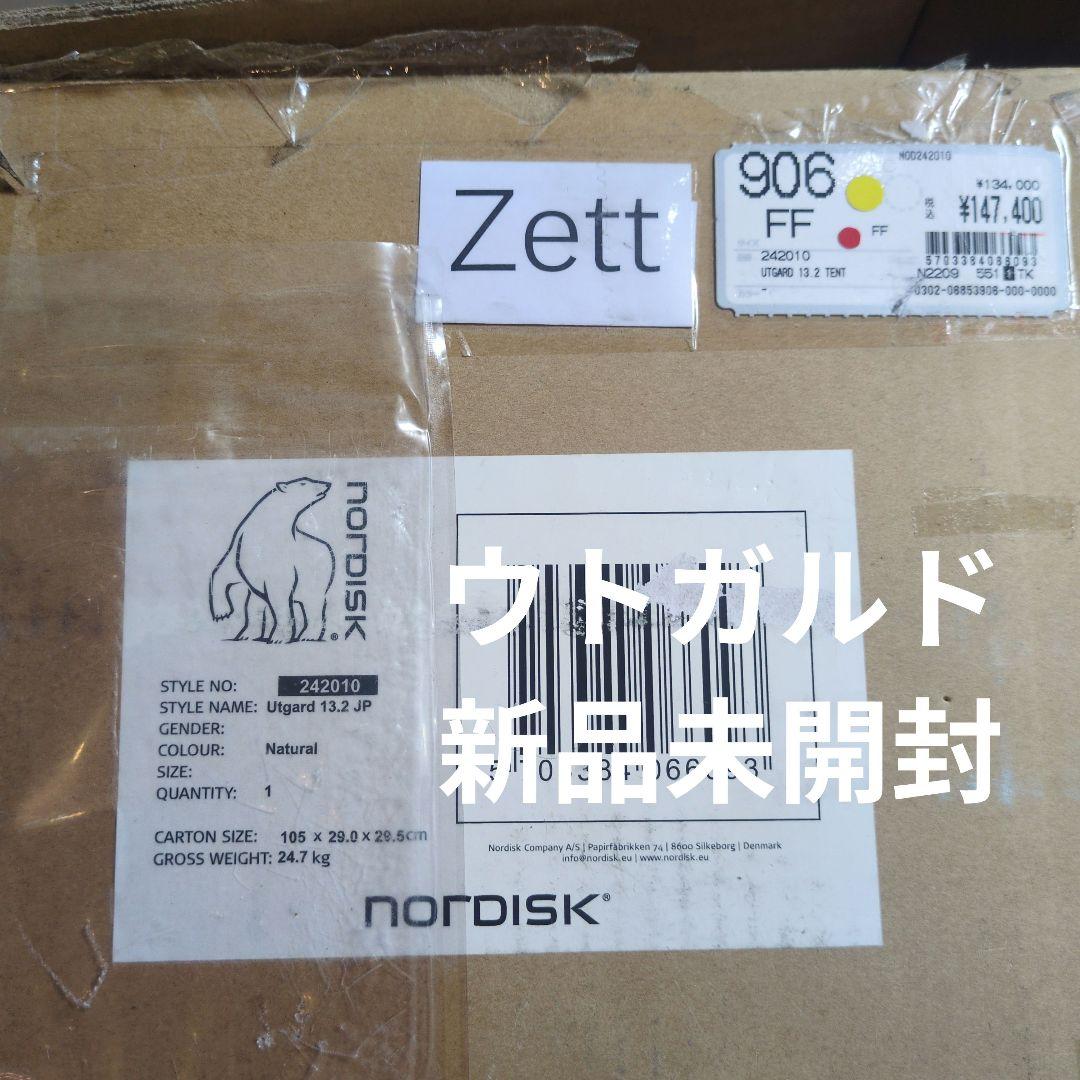 Zett
906
FF
NOD242010
¥134,000
税込 ¥147,400
FF
242010
UTGARD 13.2 TENT
N2209 551 TK
0302-08853908-000-0000
NORDISK®
STYLE NO: 242010
STYLE NAME: Utgard 13.2 JP
GENDER:
COLOUR: Natural
SIZE:
QUANTITY: 1
CARTON SIZE: 105 x 29.0 x 29.5cm
GROSS WEIGHT: 24.7 kg
ウトガルド
新品未開封
Nordisk Company A/S | Papirfabrikken 74 | 8600 Silkeborg | Denmark
info@nordisk.eu | www.nordisk.eu
NORDISK®